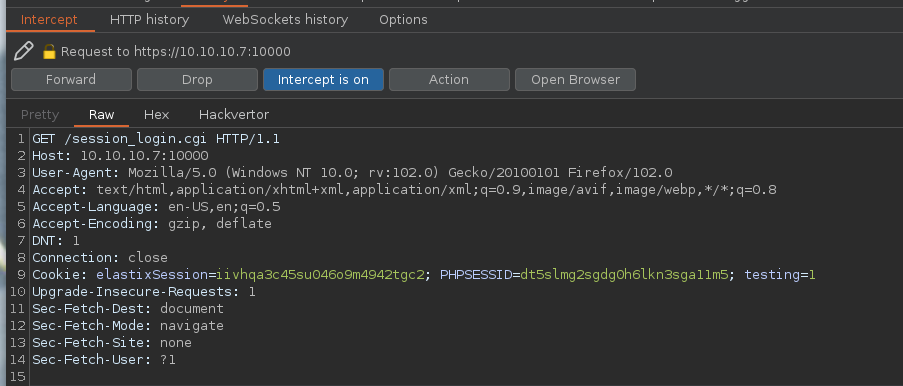 Intercept HTTP history WebSockets history Options
Request to https://10.10.10.7:10000
Forward Drop Intercept is on Action Open Browser
Pretty Raw Hex Hackvertor
1 GET /session_login.cgi HTTP/1.1
2 Host: 10.10.10.7:10000
3 User-Agent: Mozilla/5.0 (Windows NT 10.0; rv:102.0) Gecko/20100101 Firefox/102.0
4 Accept: text/html,application/xhtml+xml,application/xml;q=0.9,image/avif,image/webp,*/*;q=0.8
5 Accept-Language: en-US,en;q=0.5
6 Accept-Encoding: gzip, deflate
7 DNT: 1
8 Connection: close
9 Cookie: elastixSession=iivhqa3c45su046o9m4942tgc2; PHPSESSID=dt5slmg2sgdg0h6lkn3sga11m5; testing=1
10 Upgrade-Insecure-Requests: 1
11 Sec-Fetch-Dest: document
12 Sec-Fetch-Mode: navigate
13 Sec-Fetch-Site: none
14 Sec-Fetch-User: ?1
15